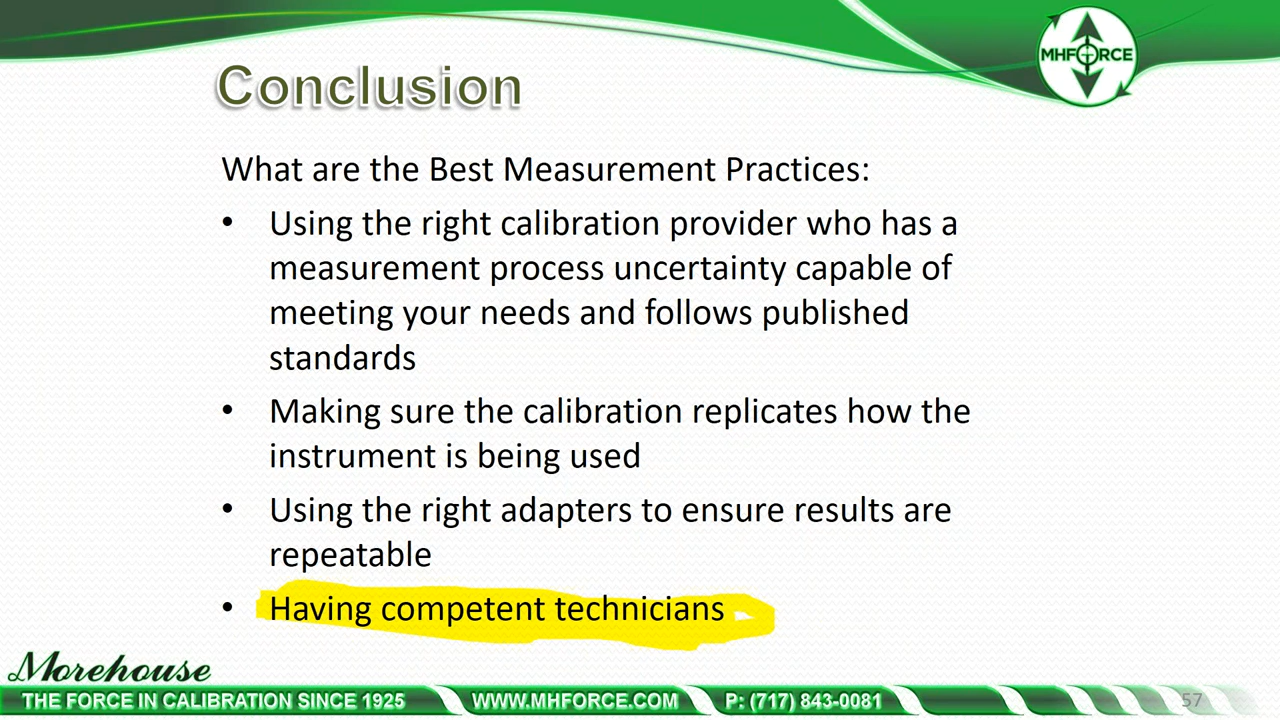 MHFORCE
Conclusion
What are the Best Measurement Practices:
• Using the right calibration provider who has a
measurement process uncertainty capable of
meeting your needs and follows published
standards
• Making sure the calibration replicates how the
instrument is being used
• Using the right adapters to ensure results are
repeatable
• Having competent technicians
Morehouse
THE FORCE IN CALIBRATION SINCE 1925 WWW.MHFORCE.COM P: (717) 843-0081 57